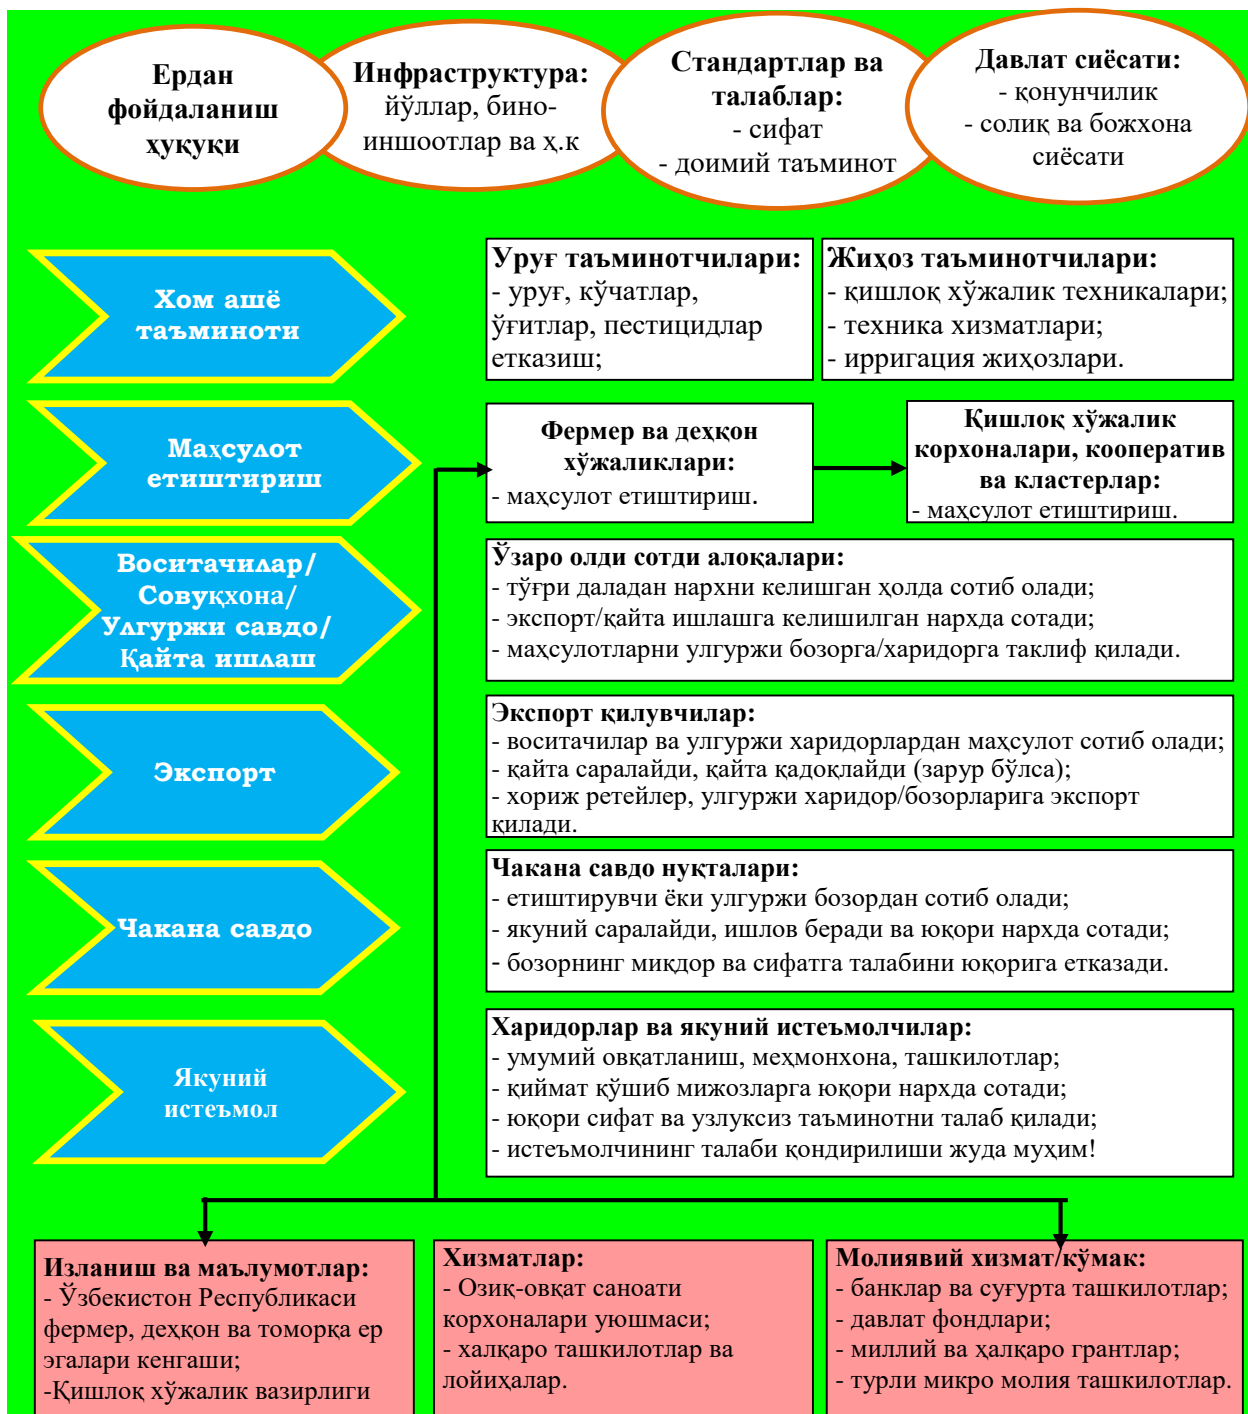 Ердан
фойдаланиш
ҳуқуқи
Инфраструктура:
йўллар, бино-
иншоотлар ва ҳ.к
Стандартлар ва
талаблар:
- сифат
- доимий таъминот
Давлат сиёсати:
- қонунчилик
- солиқ ва божхона
сиёсати
Хом ашё
таъминоти
Уруғ таъминотчилари:
- уруғ, кўчатлар,
ўғитлар, пестицидлар
етказиш;
Жиҳоз таъминотчилари:
- қишлоқ хўжалик техникалари;
- техника хизматлари;
- ирригация жиҳозлари.
Маҳсулот
етиштириш
Фермер ва деҳқон
хўжаликлари:
- маҳсулот етиштириш.
Қишлоқ хўжалик
корхоналари, кооператив
ва кластерлар:
- маҳсулот етиштириш.
Воситачилар/
Совуқхона/
Улгуржи савдо/
Қайта ишлаш
Ўзаро олди сотди алоқалари:
- тўғри даладан нархни келишган ҳолда сотиб олади;
- экспорт/қайта ишлашга келишилган нархда сотади;
- маҳсулотларни улгуржи бозорга/харидорга таклиф қилади.
Экспорт
Экспорт қилувчилар:
- воситачилар ва улгуржи харидорлардан маҳсулот сотиб олади;
- қайта саралайди, қайта қадоқлайди (зарур бўлса);
- хориж ретейлер, улгуржи харидор/бозорларига экспорт
қилади.
Чакана савдо
Чакана савдо нуқталари:
- етиштирувчи ёки улгуржи бозордан сотиб олади;
- якуний саралайди, ишлов беради ва юқори нархда сотади;
- бозорнинг миқдор ва сифатга талабини юқорига етказади.
Якуний
истеъмол
Харидорлар ва якуний истеъмолчилар:
- умумий овқатланиш, меҳмонхона, ташкилотлар;
- қиймат қўшиб мижозларга юқори нархда сотади;
- юқори сифат ва узлуксиз таъминотни талаб қилади;
- истеъмолчининг талаби қондирилиши жуда муҳим!
Изланиш ва маълумотлар:
- Ўзбекистон Республикаси
фермер, деҳқон ва томорқа ер
эгалари кенгаши;
-Қишлоқ хўжалик вазирлиги
Хизматлар:
- Озиқ-овқат саноати
корхоналари уюшмаси;
- халқаро ташкилотлар ва
лойиҳалар.
Молиявий хизмат/кўмак:
- банклар ва суғурта ташкилотлар;
- давлат фондлари;
- миллий ва ҳалқаро грантлар;
- турли микро молия ташкилотлар.